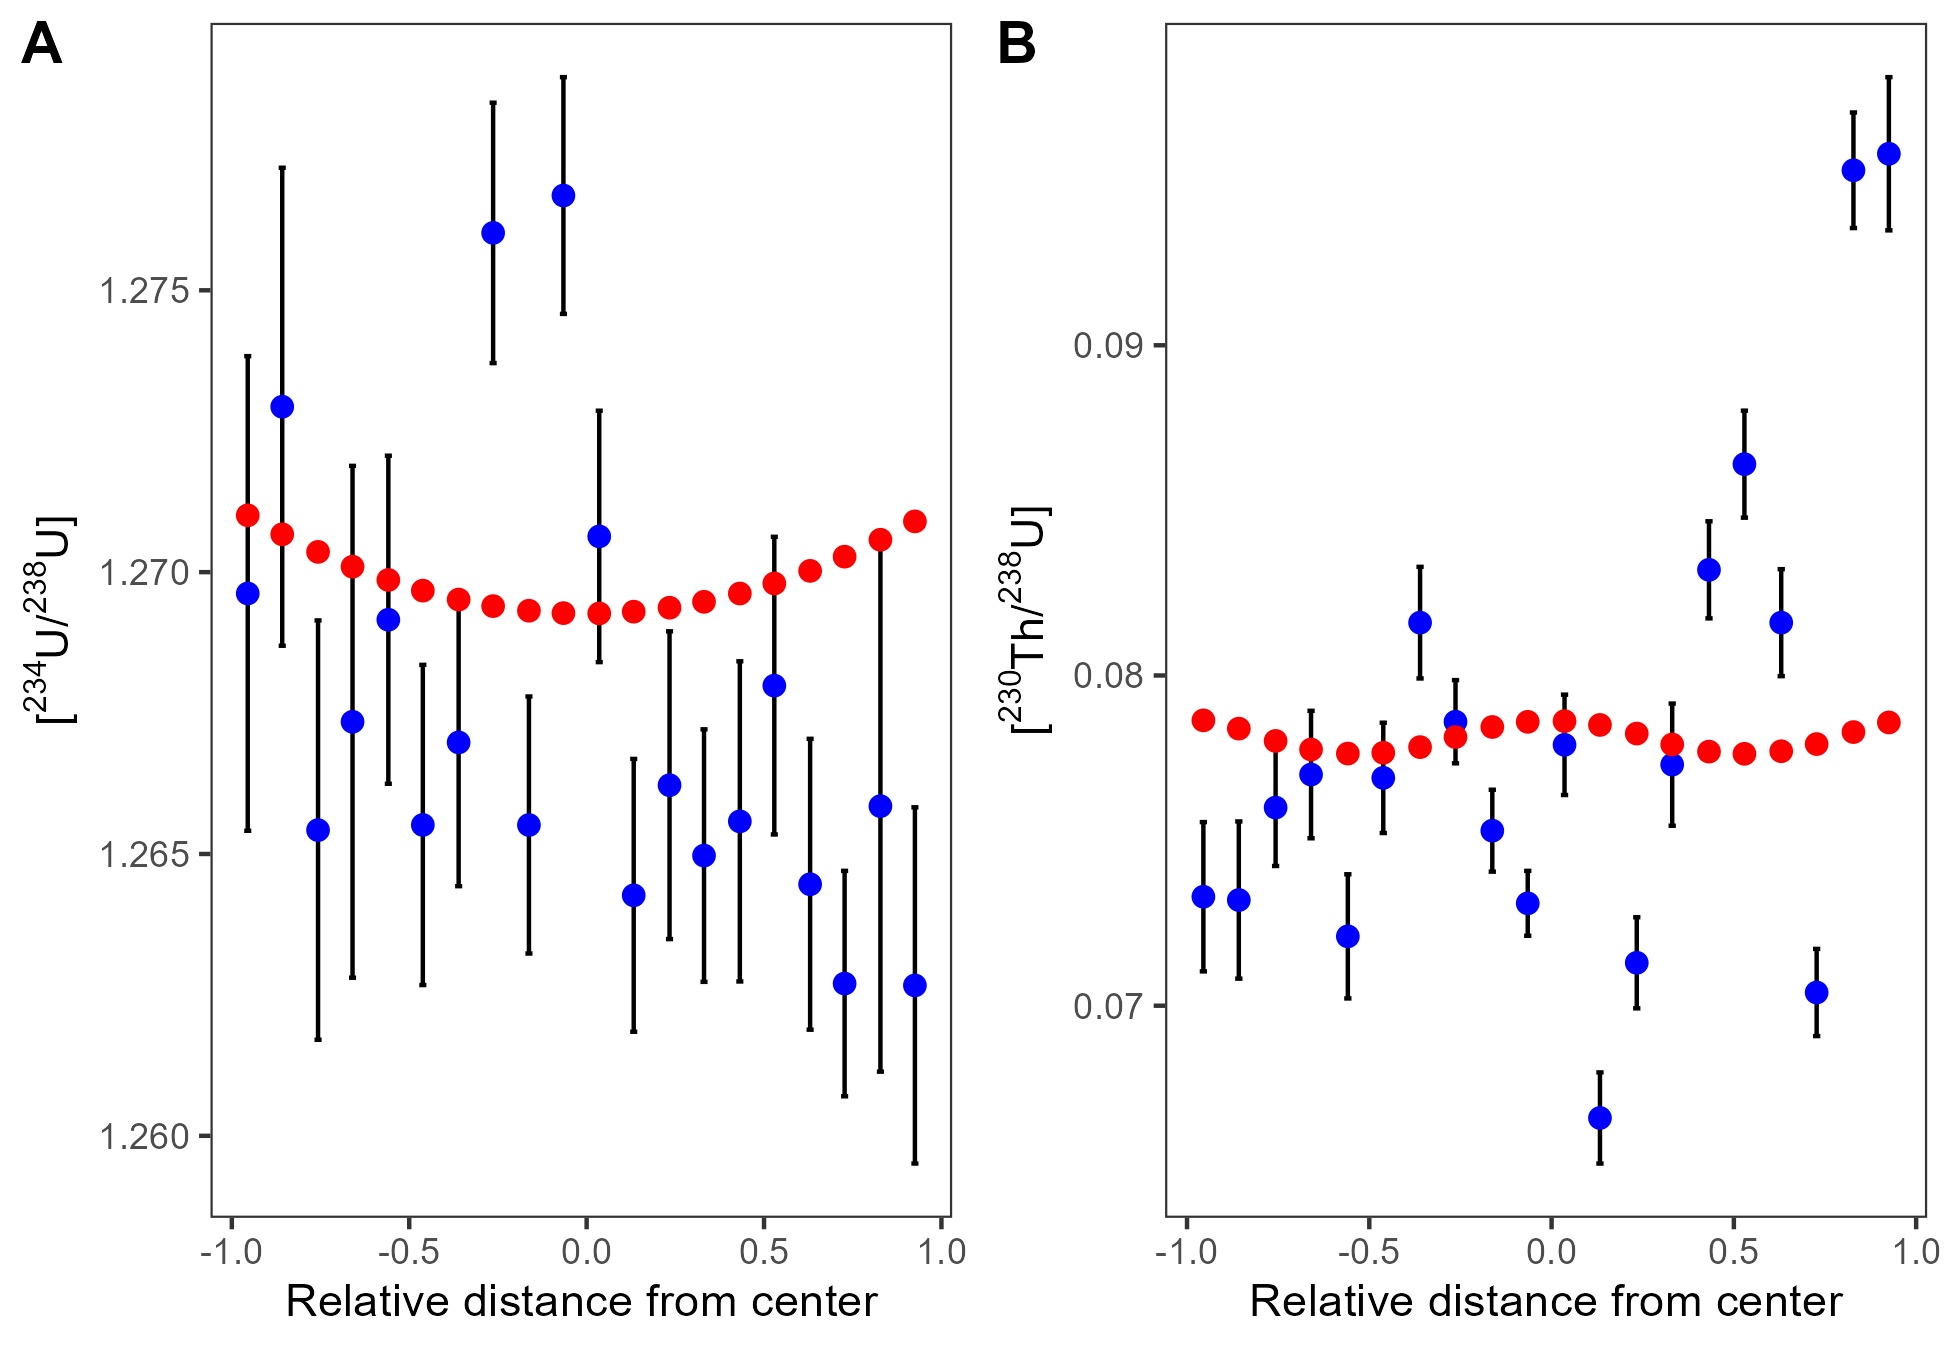 A
[²³⁴U/²³⁸U]
1.275
1.270
1.265
1.260
-1.0 -0.5 0.0 0.5 1.0
Relative distance from center
B
[²³⁰Th/²³⁸U]
0.09
0.08
0.07
-1.0 -0.5 0.0 0.5 1.0
Relative distance from center